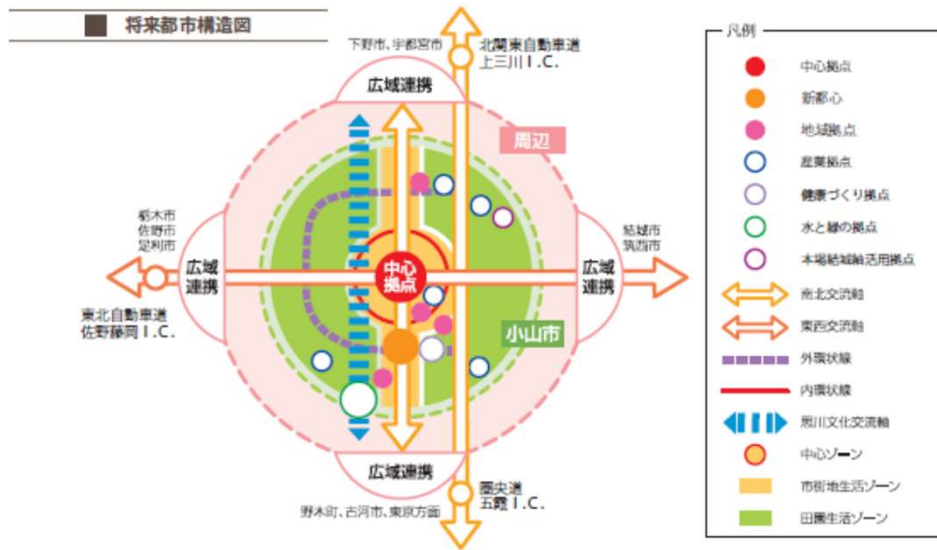 将来都市構造図
下野市、宇都宮市
北関東自動車道
上三川I.C.
広域連携
周辺
栃木市
佐野市
足利市
広域
連携
中心
拠点
結城市
筑西市
広域
連携
東北自動車道
佐野藤岡I.C.
小山市
広域連携
野木町、古河市、東京方面
圏央道
五霞I.C.
凡例
中心拠点
新都心
地域拠点
産業拠点
健康づくり拠点
水と緑の拠点
本場結城紬活用拠点
南北交流軸
東西交流軸
外環状線
内環状線
思川文化交流軸
中心ゾーン
市街地生活ゾーン
田園生活ゾーン